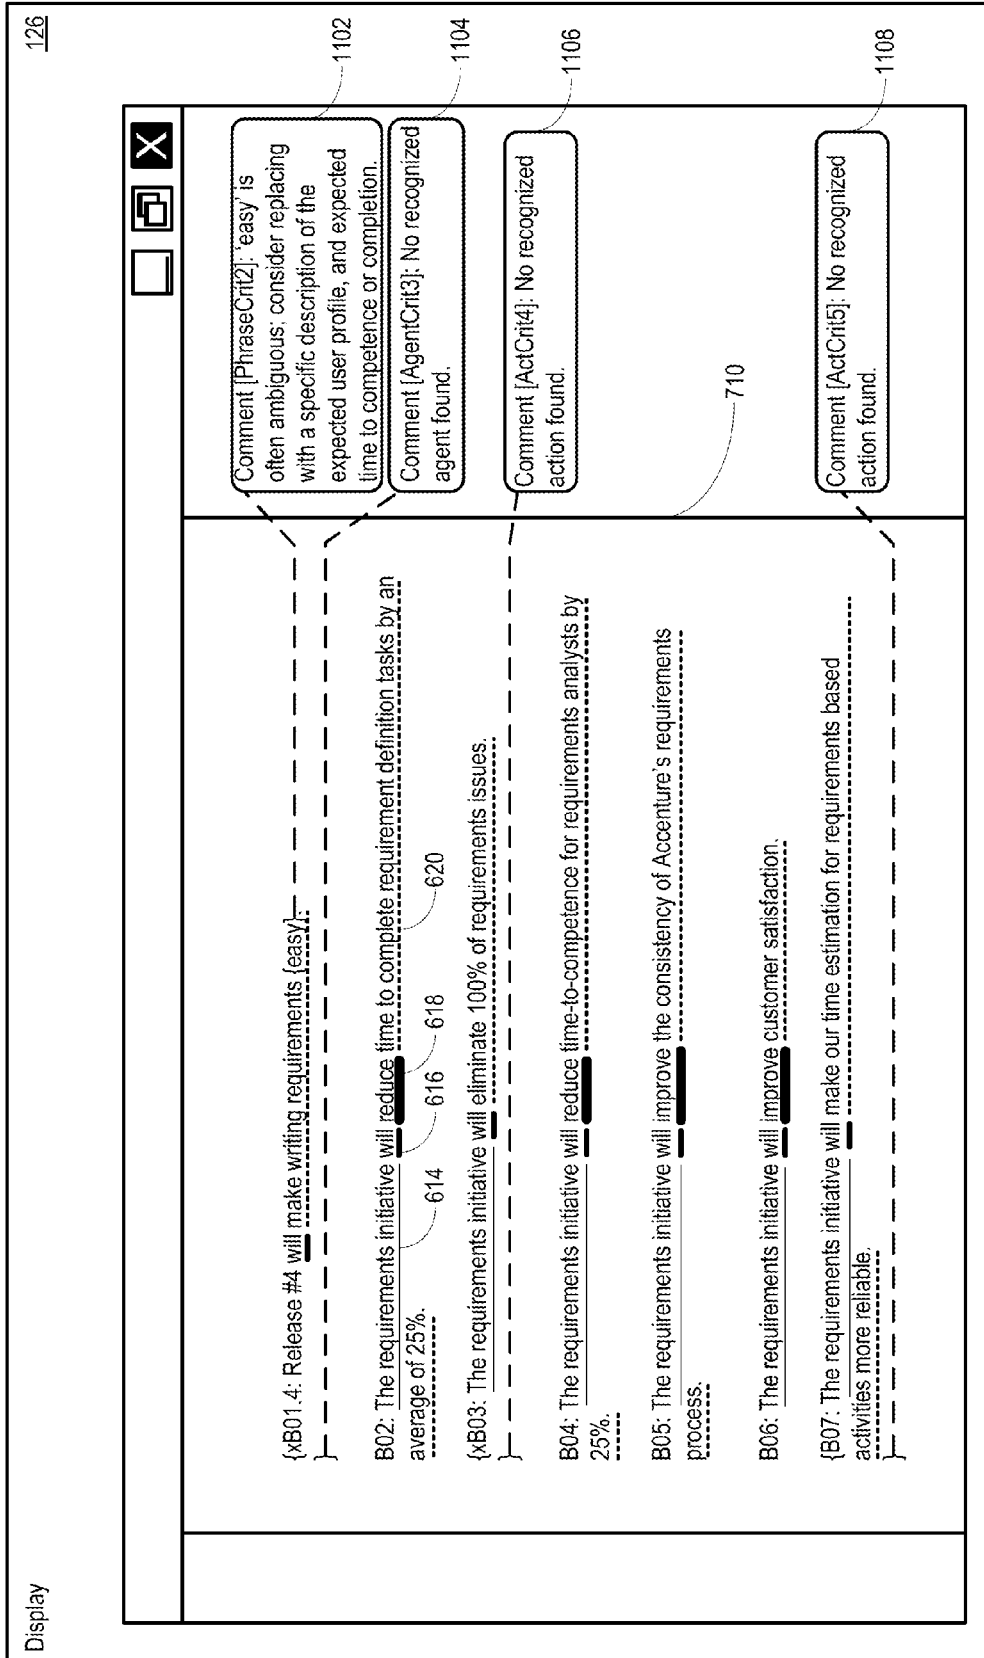 Display
126
X
{xB01.4: Release #4 will make writing requirements {easy}.
}
B02: The requirements initiative will reduce time to complete requirement definition tasks by an
average of 25%.
614
616
618
620
{xB03: The requirements initiative will eliminate 100% of requirements issues.
}
B04: The requirements initiative will reduce time-to-competence for requirements analysts by
25%.
B05: The requirements initiative will improve the consistency of Accenture's requirements
process.
B06: The requirements initiative will improve customer satisfaction.
{B07: The requirements initiative will make our time estimation for requirements based
activities more reliable.
}
Comment [PhraseCrit2]: 'easy' is
often ambiguous; consider replacing
with a specific description of the
expected user profile, and expected
time to competence or completion.
1102
Comment [AgentCrit3]: No recognized
agent found.
1104
Comment [ActCrit4]: No recognized
action found.
1106
710
Comment [ActCrit5]: No recognized
action found.
1108